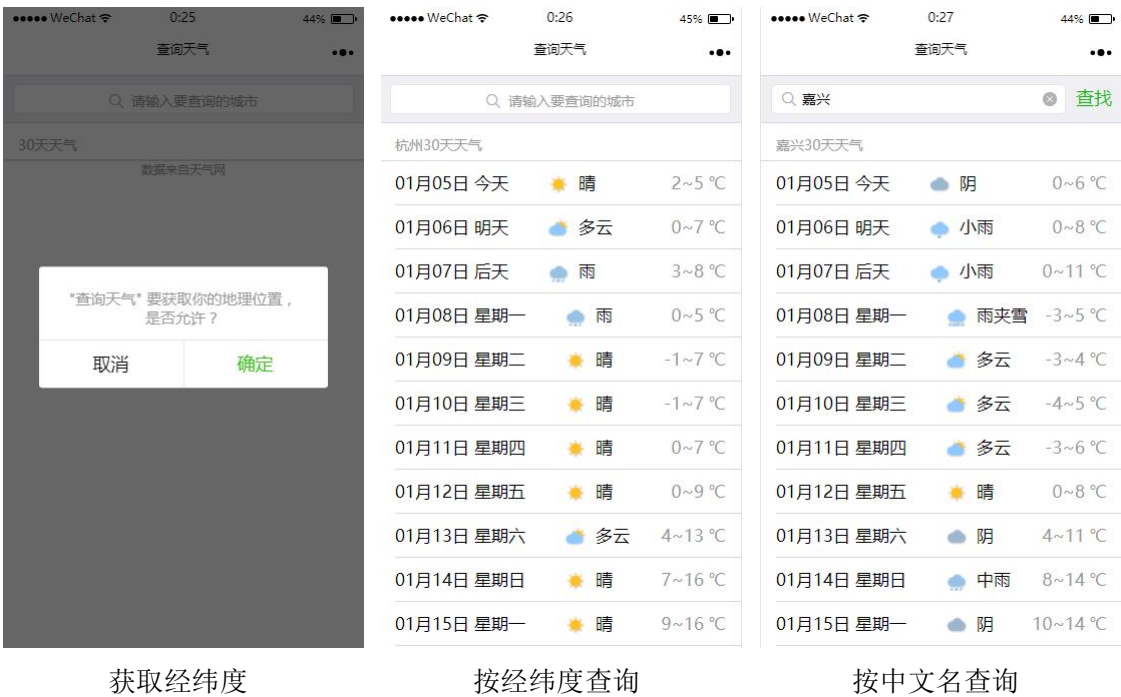 WeChat 0:25 44%
查询天气
请输入要查询的城市
30天天气
数据来自天气网
"查询天气" 要获取你的地理位置，
是否允许？
取消 确定
获取经纬度
WeChat 0:26 45%
查询天气
请输入要查询的城市
杭州30天天气
01月05日 今天 晴 2~5 ℃
01月06日 明天 多云 0~7 ℃
01月07日 后天 雨 3~8 ℃
01月08日 星期一 雨 0~5 ℃
01月09日 星期二 晴 -1~7 ℃
01月10日 星期三 晴 -1~7 ℃
01月11日 星期四 晴 0~7 ℃
01月12日 星期五 晴 0~9 ℃
01月13日 星期六 多云 4~13 ℃
01月14日 星期日 晴 7~16 ℃
01月15日 星期一 晴 9~16 ℃
按经纬度查询
WeChat 0:27 44%
查询天气
嘉兴 查找
嘉兴30天天气
01月05日 今天 阴 0~6 ℃
01月06日 明天 小雨 0~8 ℃
01月07日 后天 小雨 0~11 ℃
01月08日 星期一 雨夹雪 -3~5 ℃
01月09日 星期二 多云 -3~4 ℃
01月10日 星期三 多云 -4~5 ℃
01月11日 星期四 多云 -3~6 ℃
01月12日 星期五 晴 0~8 ℃
01月13日 星期六 阴 4~11 ℃
01月14日 星期日 中雨 8~14 ℃
01月15日 星期一 阴 10~14 ℃
按中文名查询